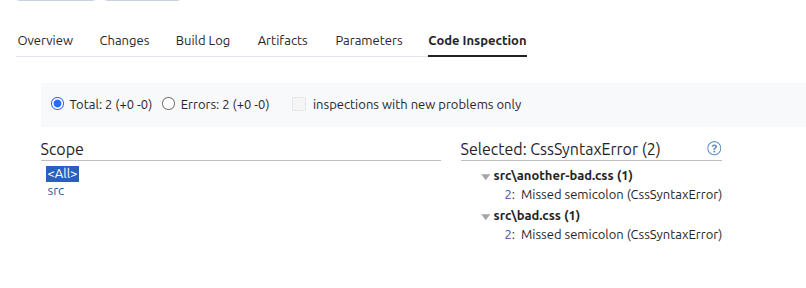 Overview Changes Build Log Artifacts Parameters Code Inspection
Total: 2 (+0 -0) Errors: 2 (+0 -0) inspections with new problems only
Scope
<All>
src
Selected: CssSyntaxError (2) ?
src\another-bad.css (1)
2: Missed semicolon (CssSyntaxError)
src\bad.css (1)
2: Missed semicolon (CssSyntaxError)